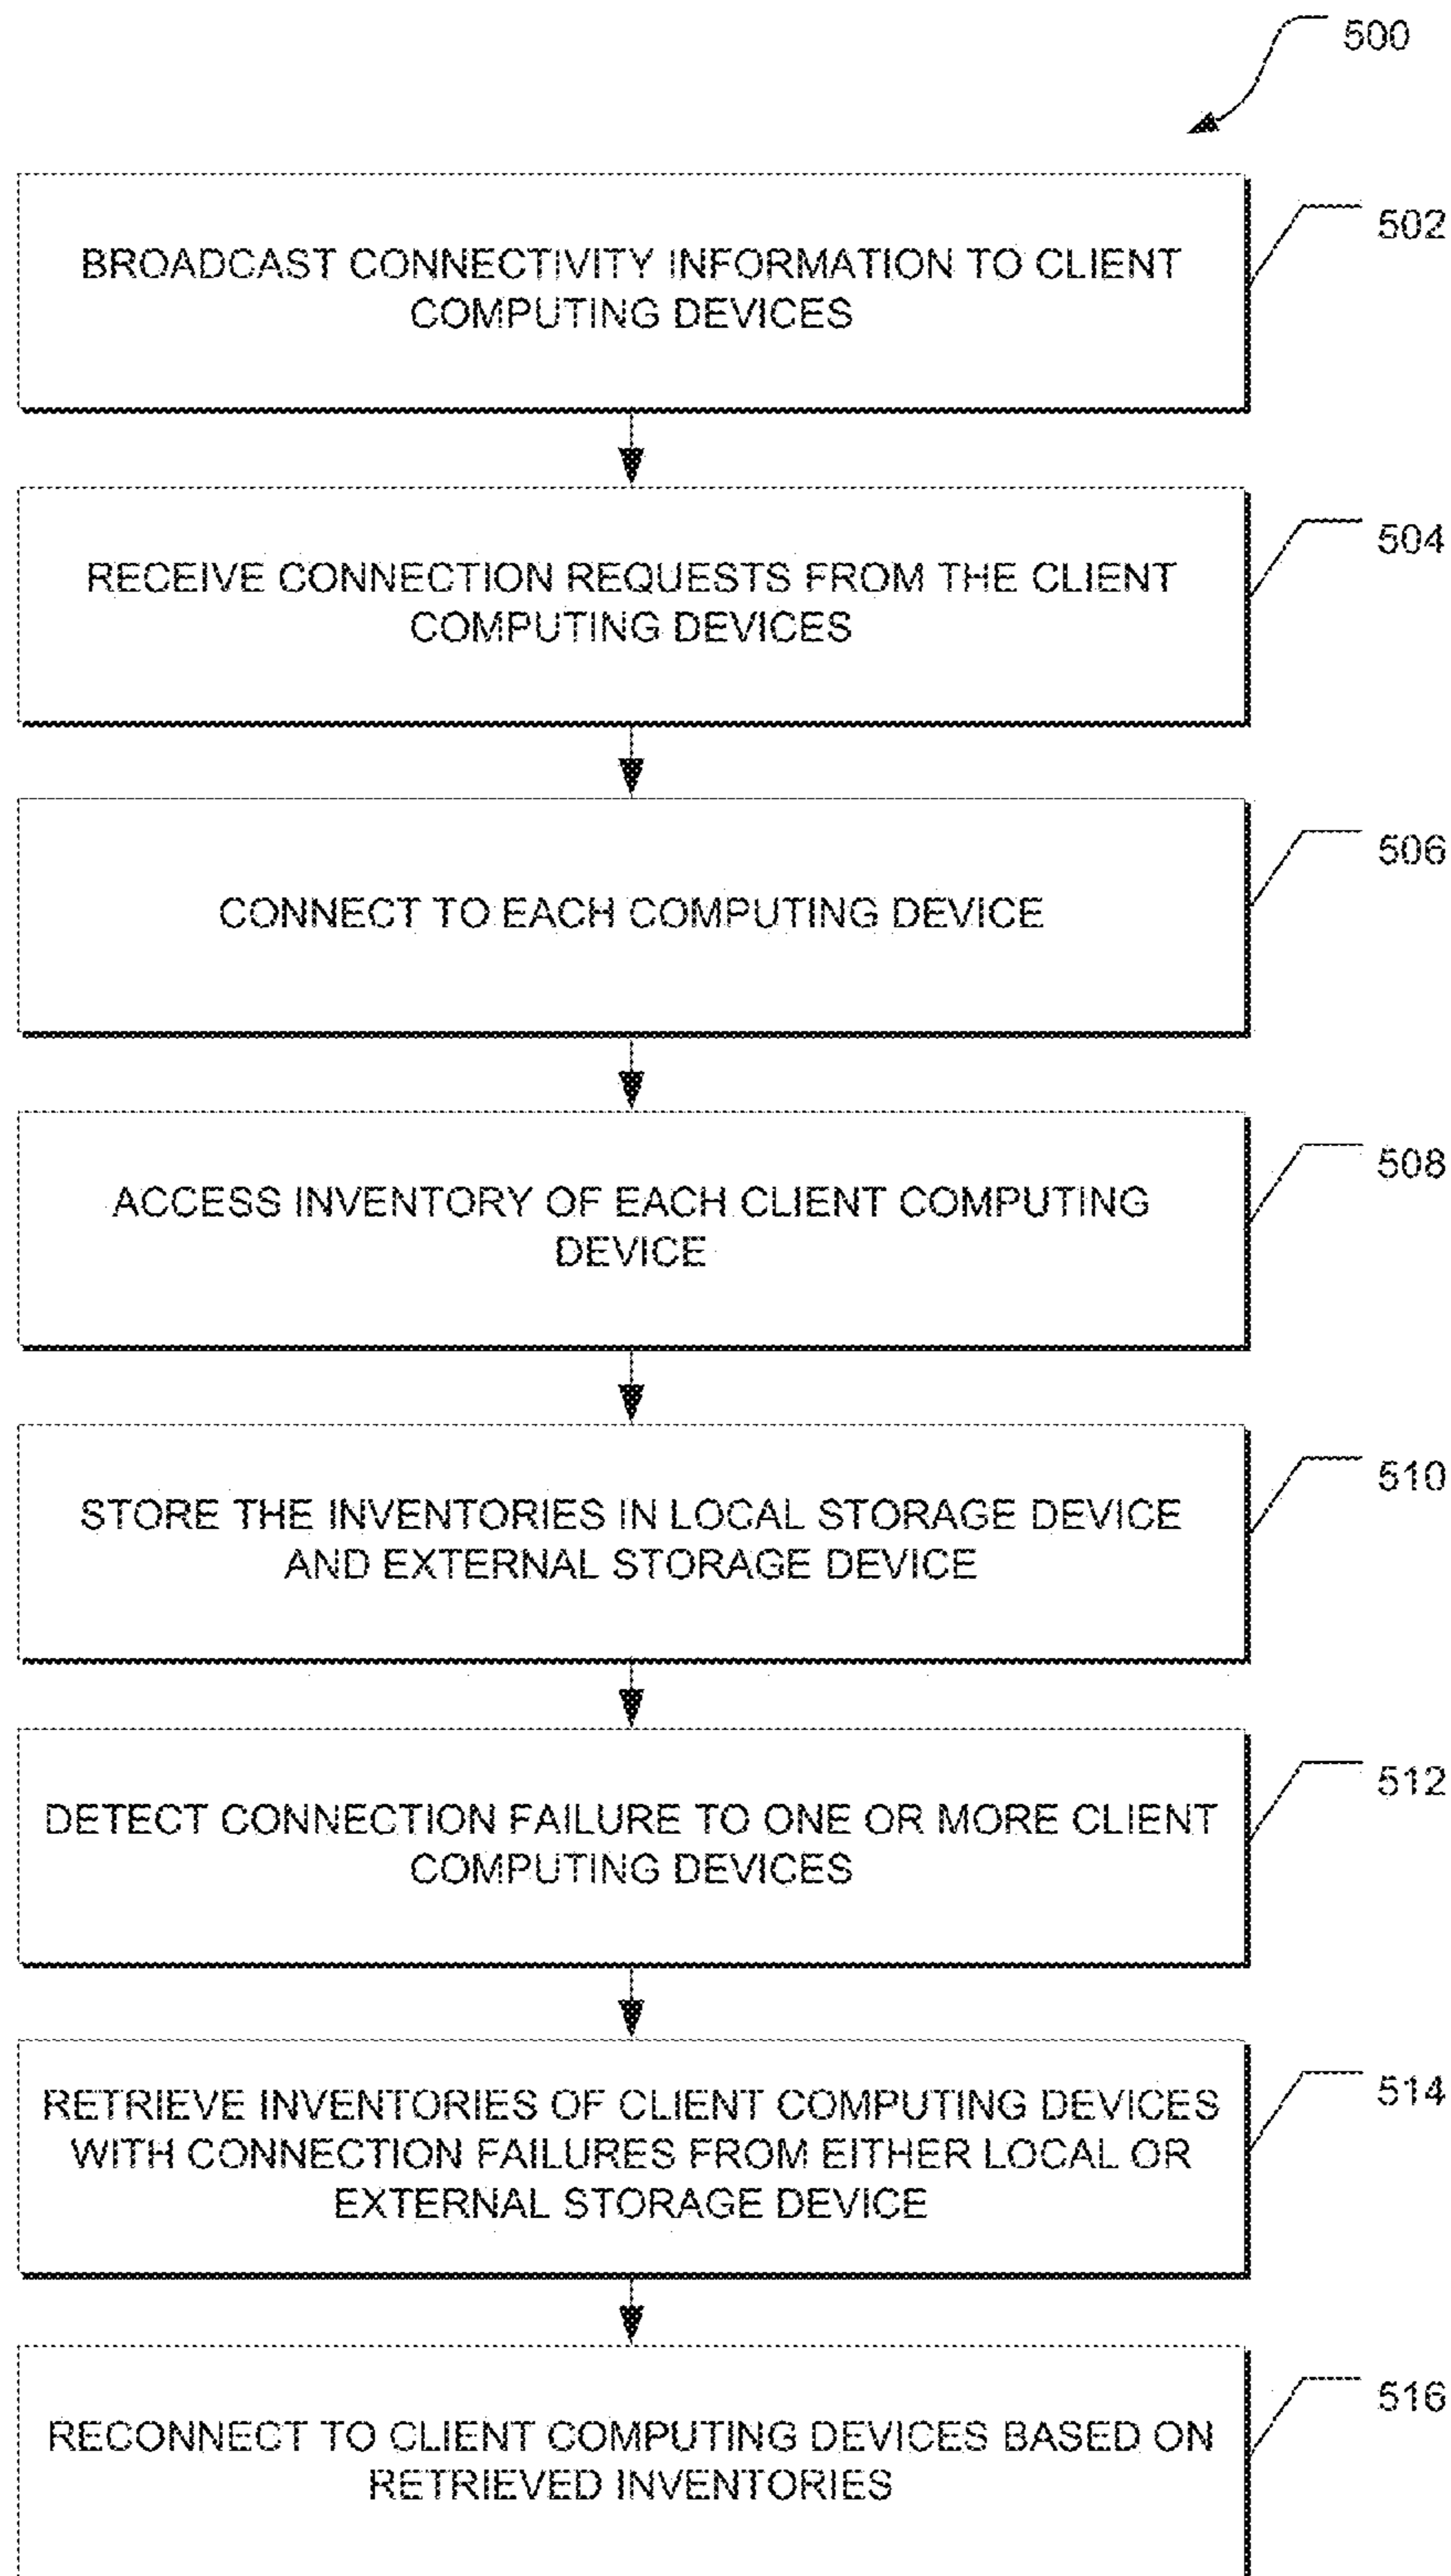 500
BROADCAST CONNECTIVITY INFORMATION TO CLIENT
COMPUTING DEVICES
502
RECEIVE CONNECTION REQUESTS FROM THE CLIENT
COMPUTING DEVICES
504
CONNECT TO EACH COMPUTING DEVICE
506
ACCESS INVENTORY OF EACH CLIENT COMPUTING
DEVICE
508
STORE THE INVENTORIES IN LOCAL STORAGE DEVICE
AND EXTERNAL STORAGE DEVICE
510
DETECT CONNECTION FAILURE TO ONE OR MORE CLIENT
COMPUTING DEVICES
512
RETRIEVE INVENTORIES OF CLIENT COMPUTING DEVICES
WITH CONNECTION FAILURES FROM EITHER LOCAL OR
EXTERNAL STORAGE DEVICE
514
RECONNECT TO CLIENT COMPUTING DEVICES BASED ON
RETRIEVED INVENTORIES
516